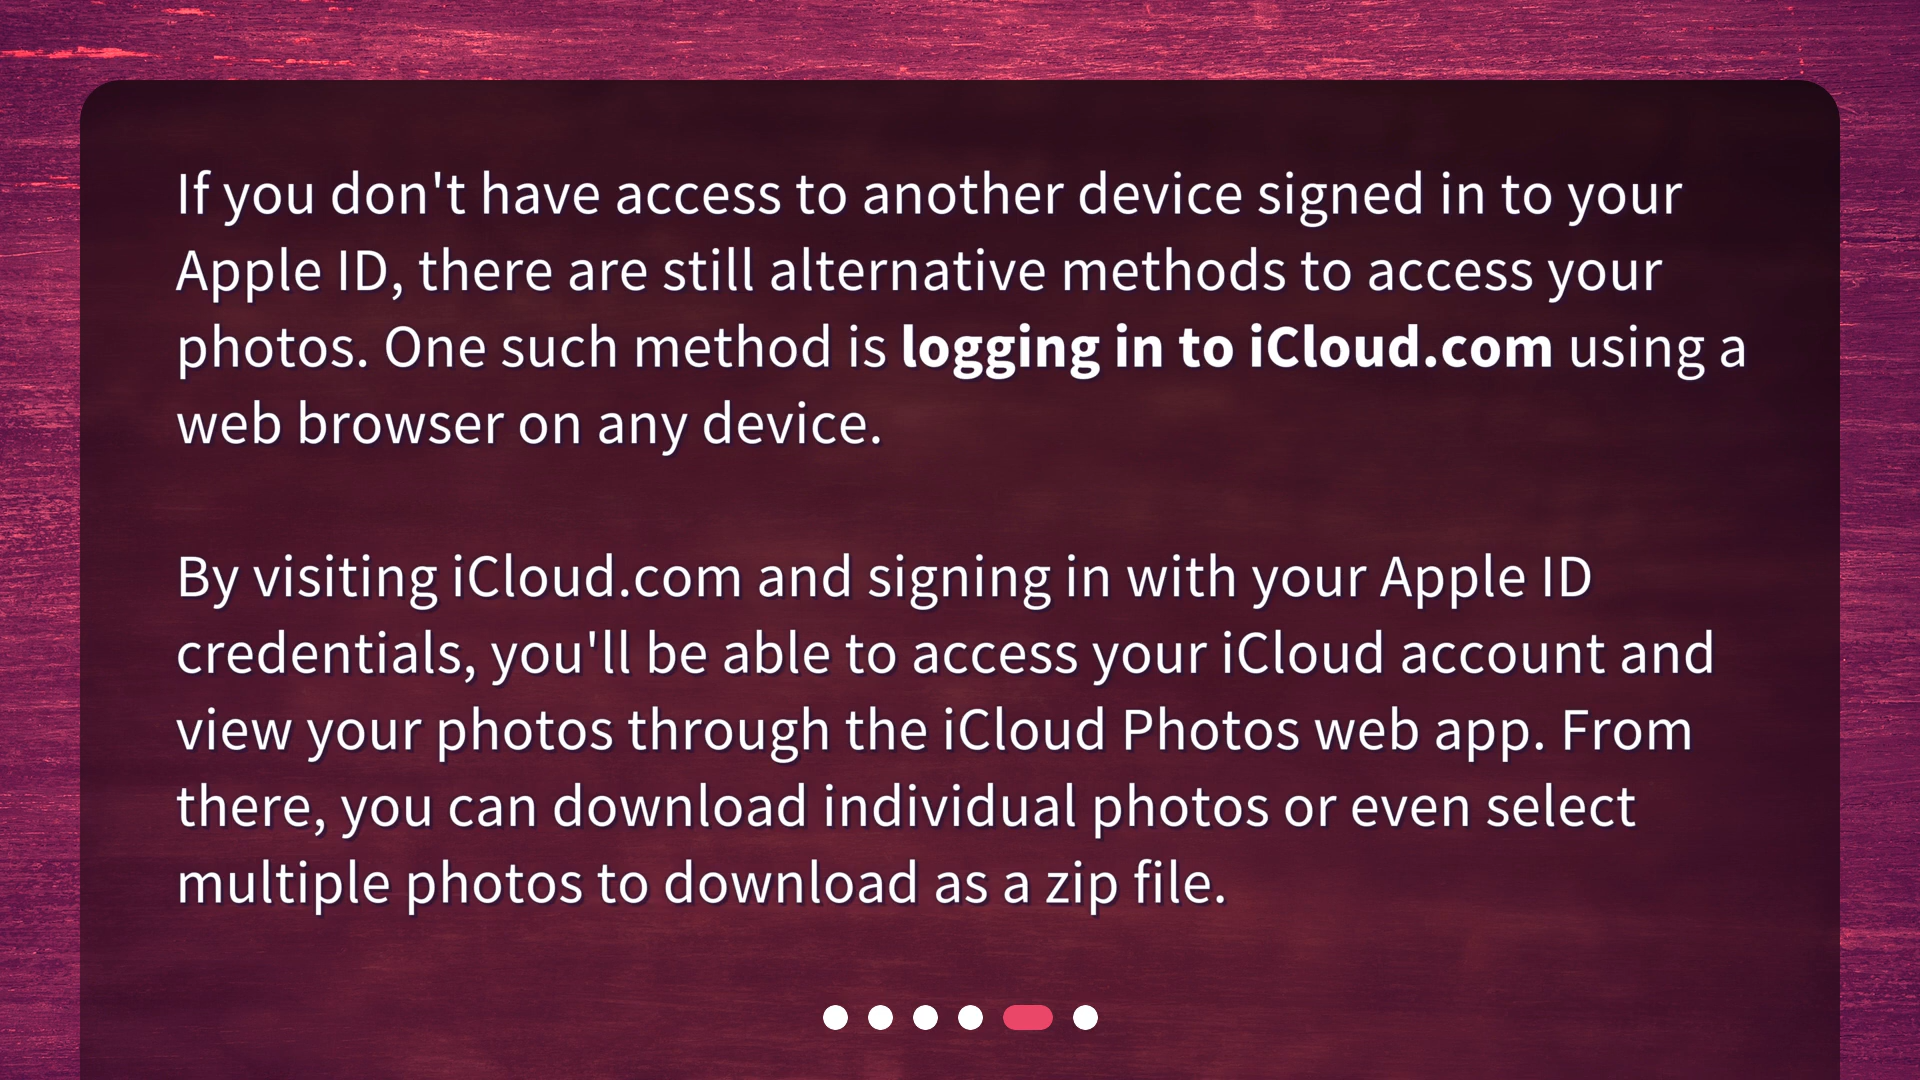 If you don't have access to another device signed in to your
Apple ID, there are still alternative methods to access your
photos. One such method is logging in to iCloud.com using a
web browser on any device.
By visiting iCloud.com and signing in with your Apple ID
credentials, you'll be able to access your iCloud account and
view your photos through the iCloud Photos web app. From
there, you can download individual photos or even select
multiple photos to download as a zip file.